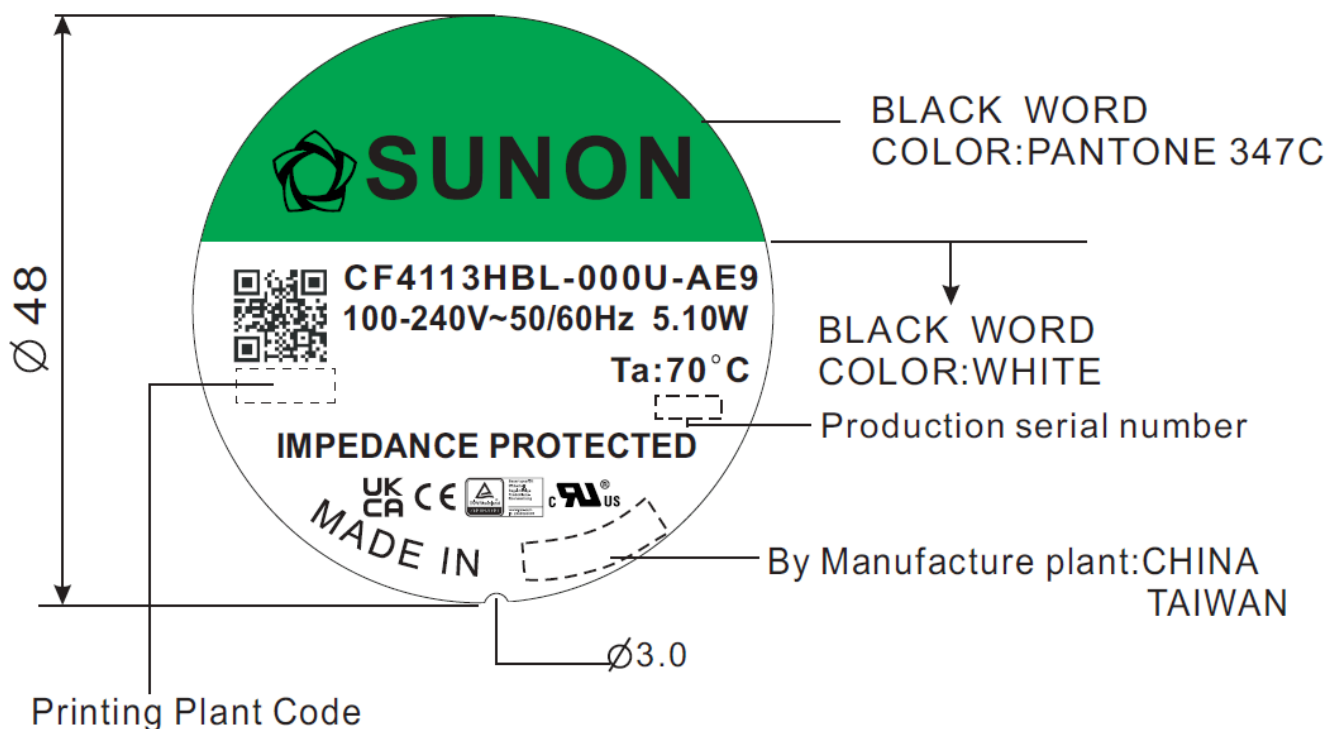 SUNON
BLACK WORD
COLOR:PANTONE 347C
CF4113HBL-000U-AE9
100-240V~50/60Hz 5.10W
Ta:70°C
BLACK WORD
COLOR:WHITE
Production serial number
IMPEDANCE PROTECTED
UK
CA CE c RU® US
MADE IN
By Manufacture plant:CHINA
TAIWAN
Ø 48
Ø3.0
Printing Plant Code